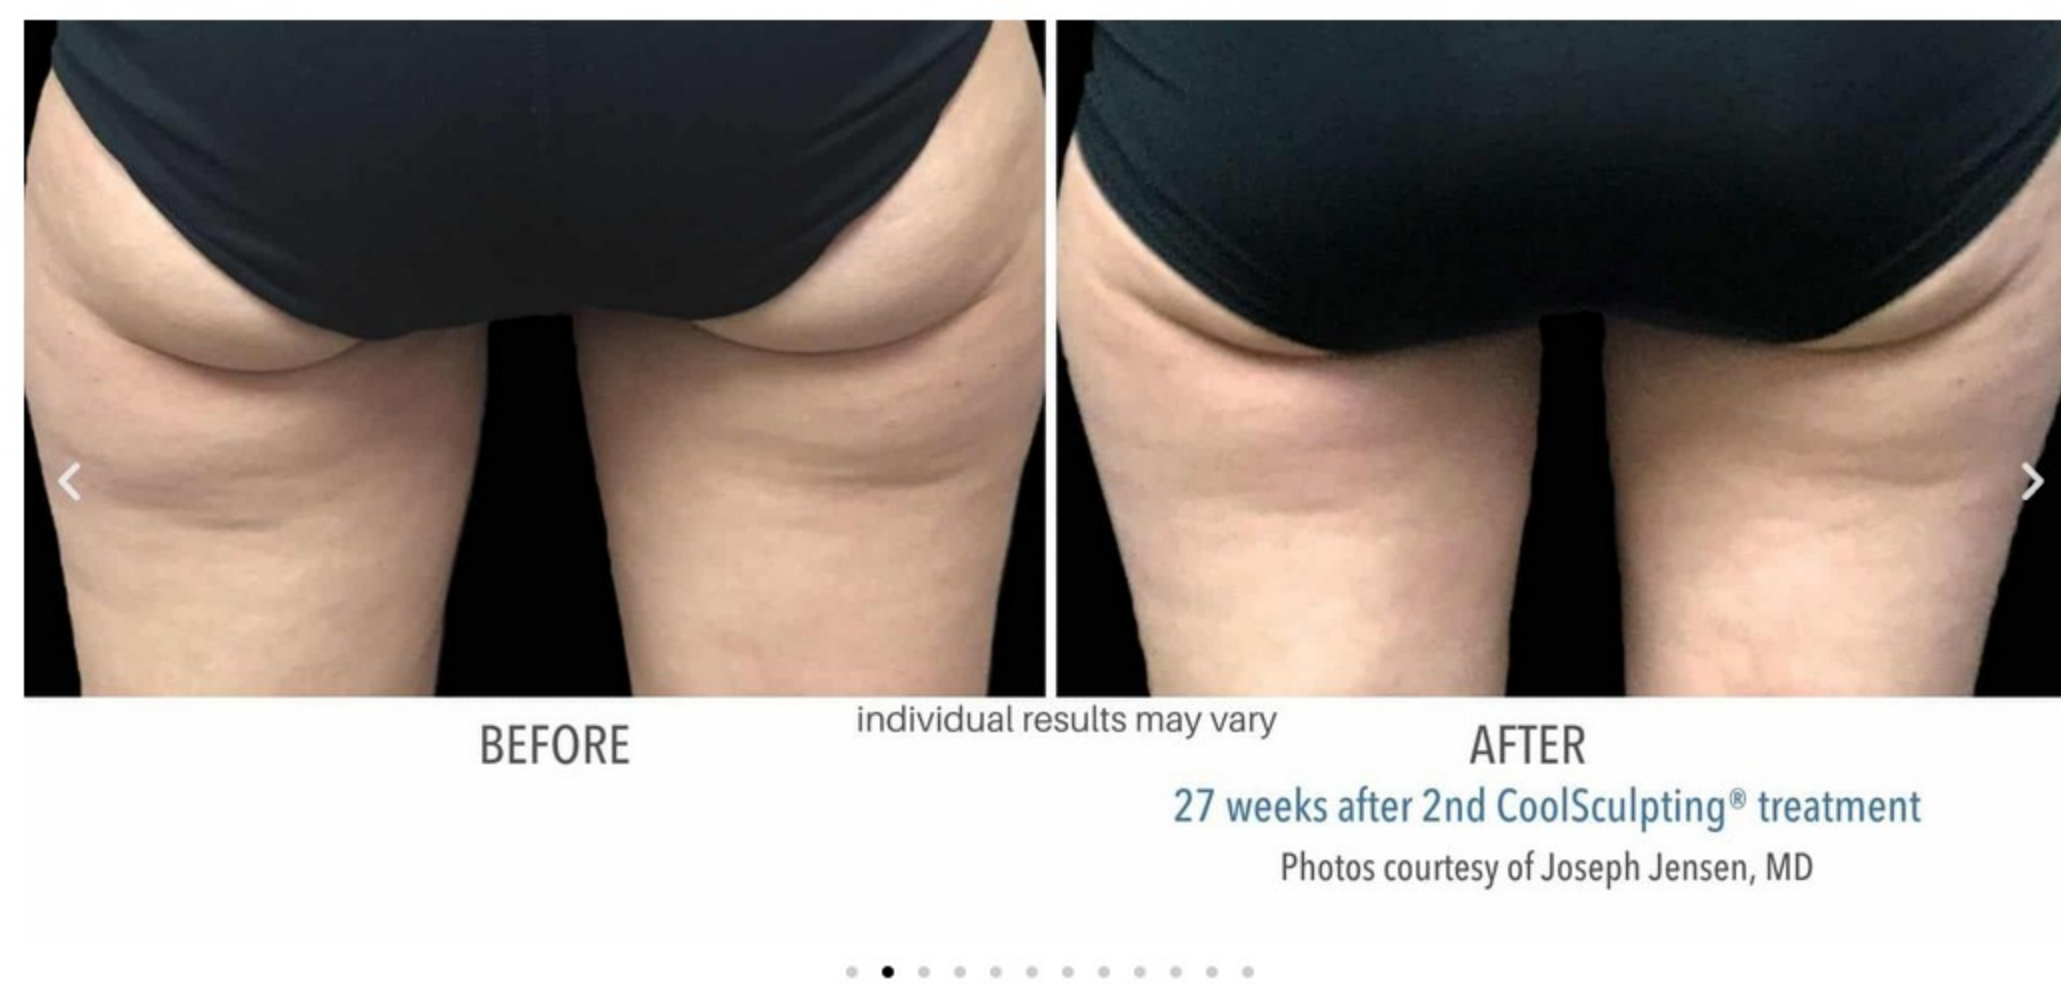 individual results may vary
BEFORE
AFTER
27 weeks after 2nd CoolSculpting® treatment
Photos courtesy of Joseph Jensen, MD